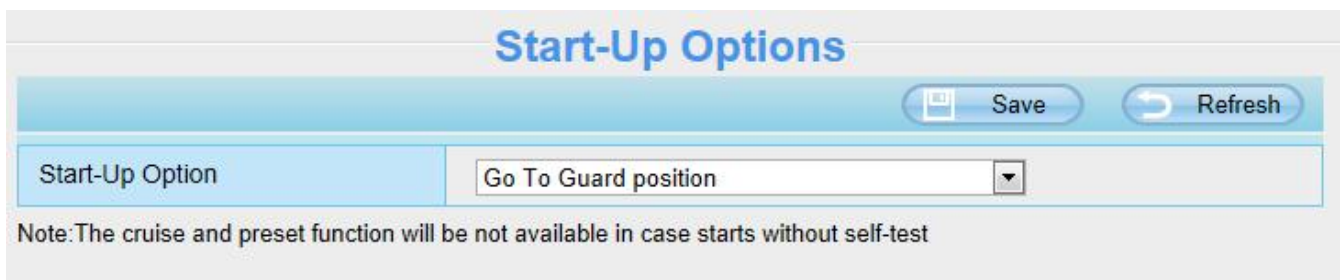 Start-Up Options
Save Refresh
Start-Up Option Go To Guard position
Note:The cruise and preset function will be not available in case starts without self-test